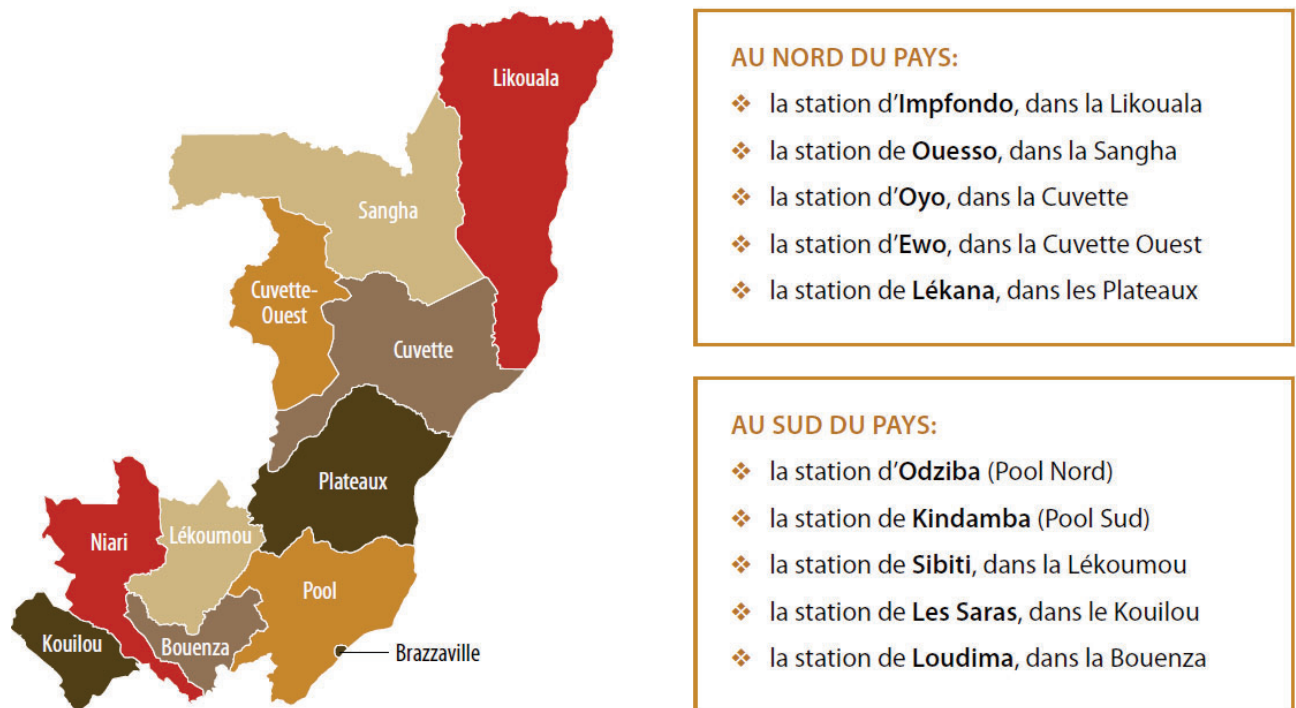 Likouala
Sangha
Cuvette-
Ouest
Cuvette
Plateaux
Niari
Lékoumou
Pool
Kouilou
Bouenza
Brazzaville
AU NORD DU PAYS:
❖ la station d’Impfondo, dans la Likouala
❖ la station de Ouesso, dans la Sangha
❖ la station d’Oyo, dans la Cuvette
❖ la station d’Ewo, dans la Cuvette Ouest
❖ la station de Lékana, dans les Plateaux
AU SUD DU PAYS:
❖ la station d’Odziba (Pool Nord)
❖ la station de Kindamba (Pool Sud)
❖ la station de Sibiti, dans la Lékoumou
❖ la station de Les Saras, dans le Kouilou
❖ la station de Loudima, dans la Bouenza